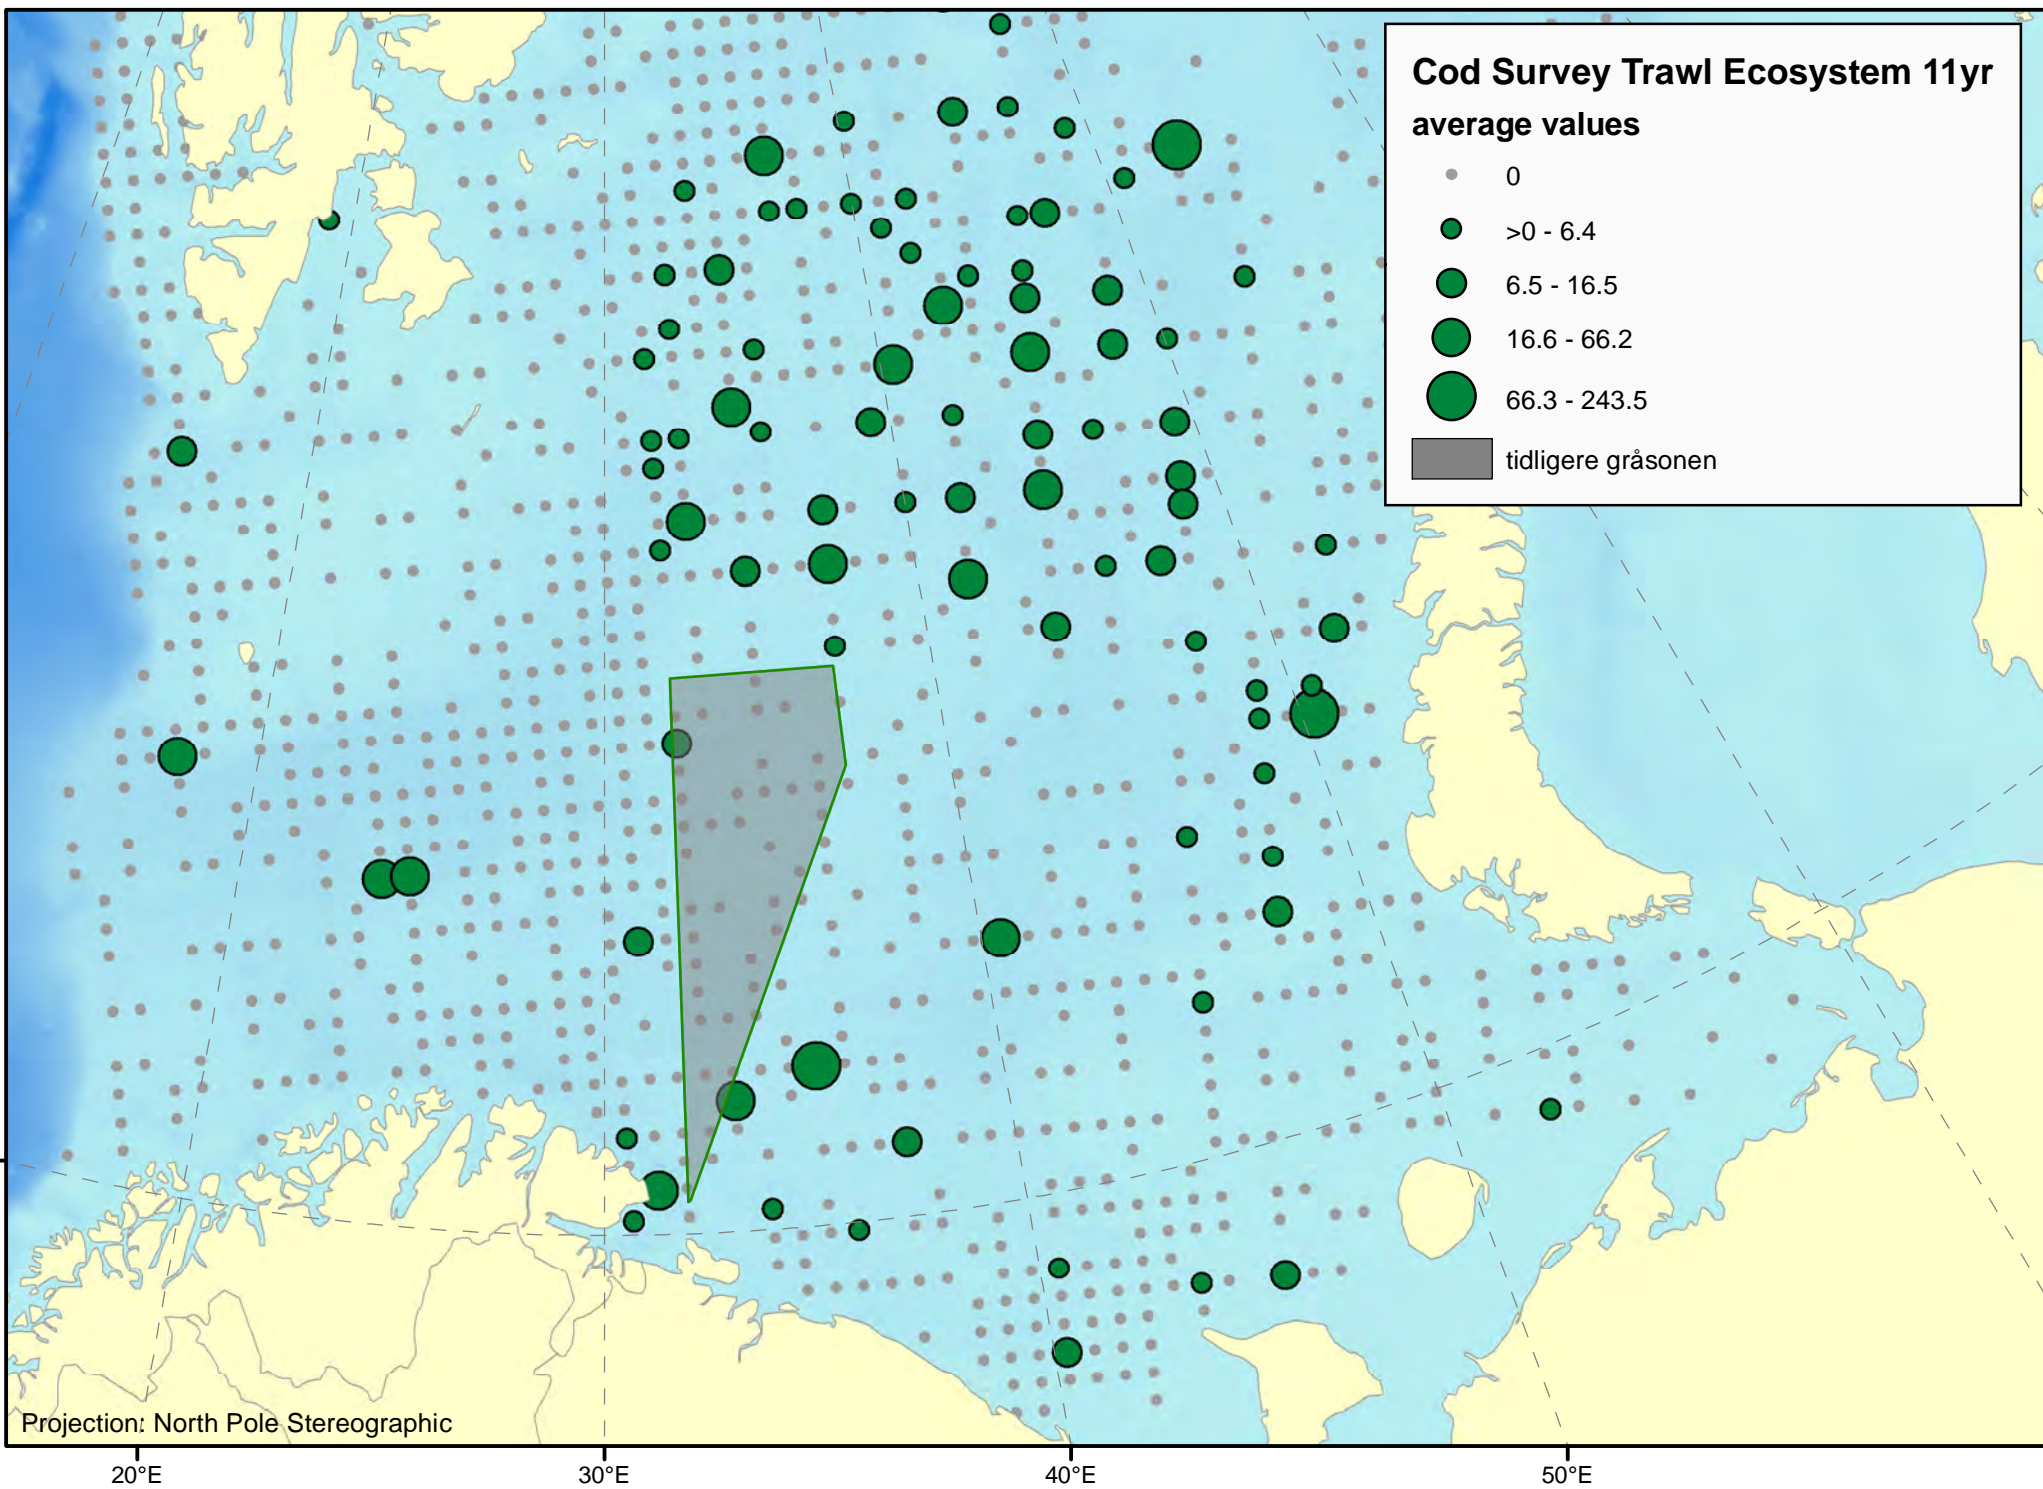 Cod Survey Trawl Ecosystem 11yr
average values
0
>0 - 6.4
6.5 - 16.5
16.6 - 66.2
66.3 - 243.5
tidligere gråsonen
Projection: North Pole Stereographic
20°E
30°E
40°E
50°E